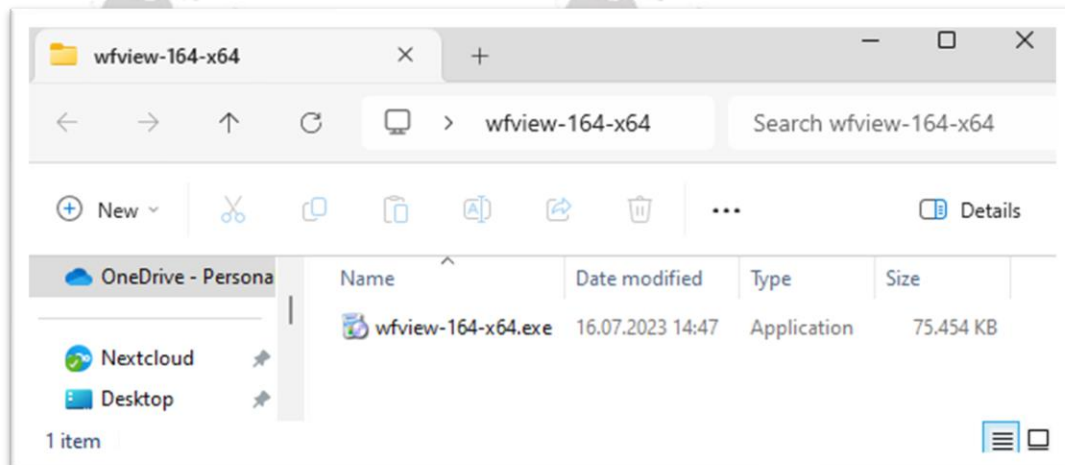 wfview-164-x64
wfview-164-x64 Search wfview-164-x64
New Details
OneDrive - Persona Name Date modified Type Size
wfview-164-x64.exe 16.07.2023 14:47 Application 75.454 KB
Nextcloud
Desktop
1 item